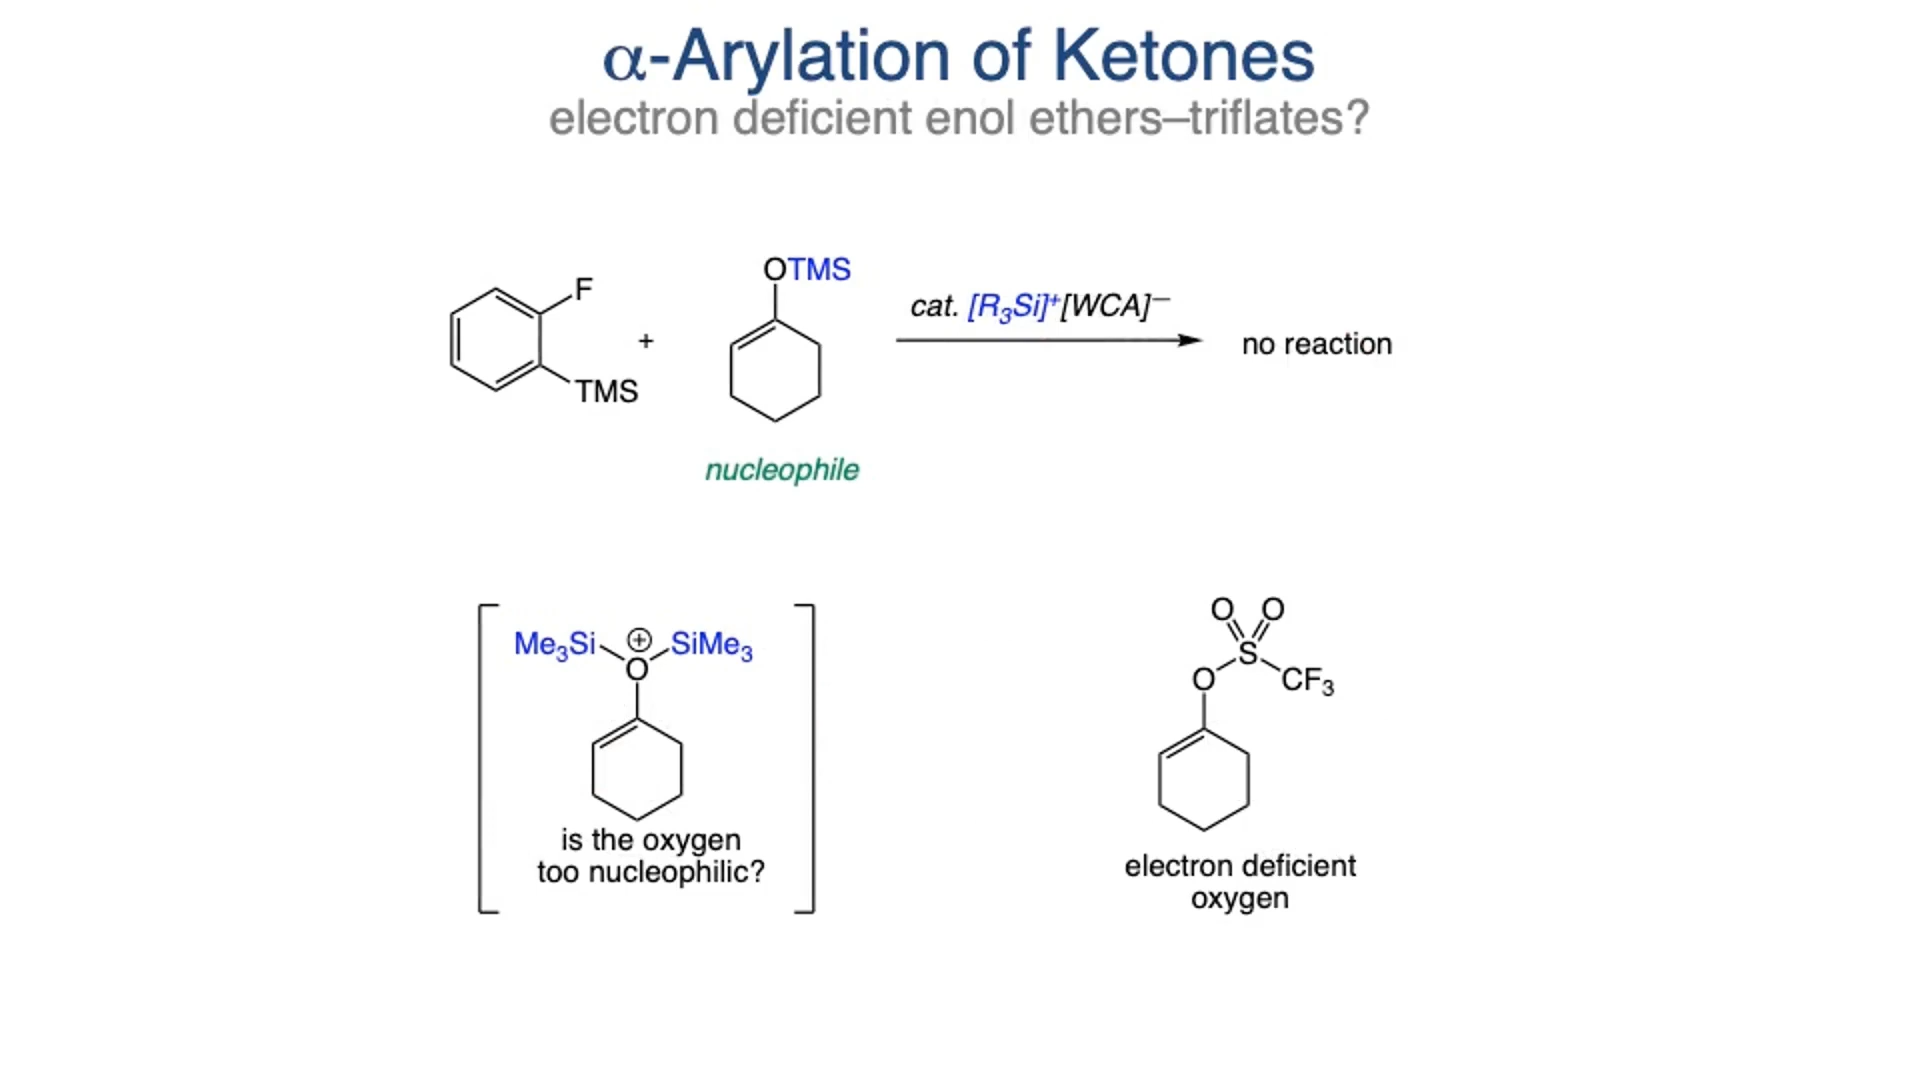 α-Arylation of Ketones
electron deficient enol ethers–triflates?
F
TMS
+
OTMS
nucleophile
cat. [R₃Si]⁺[WCA]⁻
no reaction
Me₃Si ⊕ SiMe₃
O
is the oxygen
too nucleophilic?
O O
S
O CF₃
electron deficient
oxygen